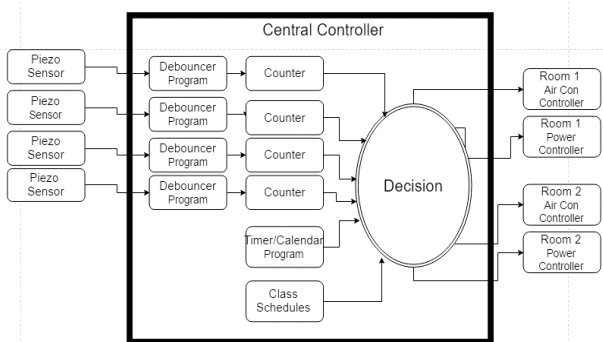 Central Controller
Piezo
Sensor
Debouncer
Program
Counter
Room 1
Air Con
Controller
Piezo
Sensor
Debouncer
Program
Counter
Room 1
Power
Controller
Piezo
Sensor
Debouncer
Program
Counter
Decision
Piezo
Sensor
Debouncer
Program
Counter
Room 2
Air Con
Controller
Timer/Calendar
Program
Room 2
Power
Controller
Class
Schedules